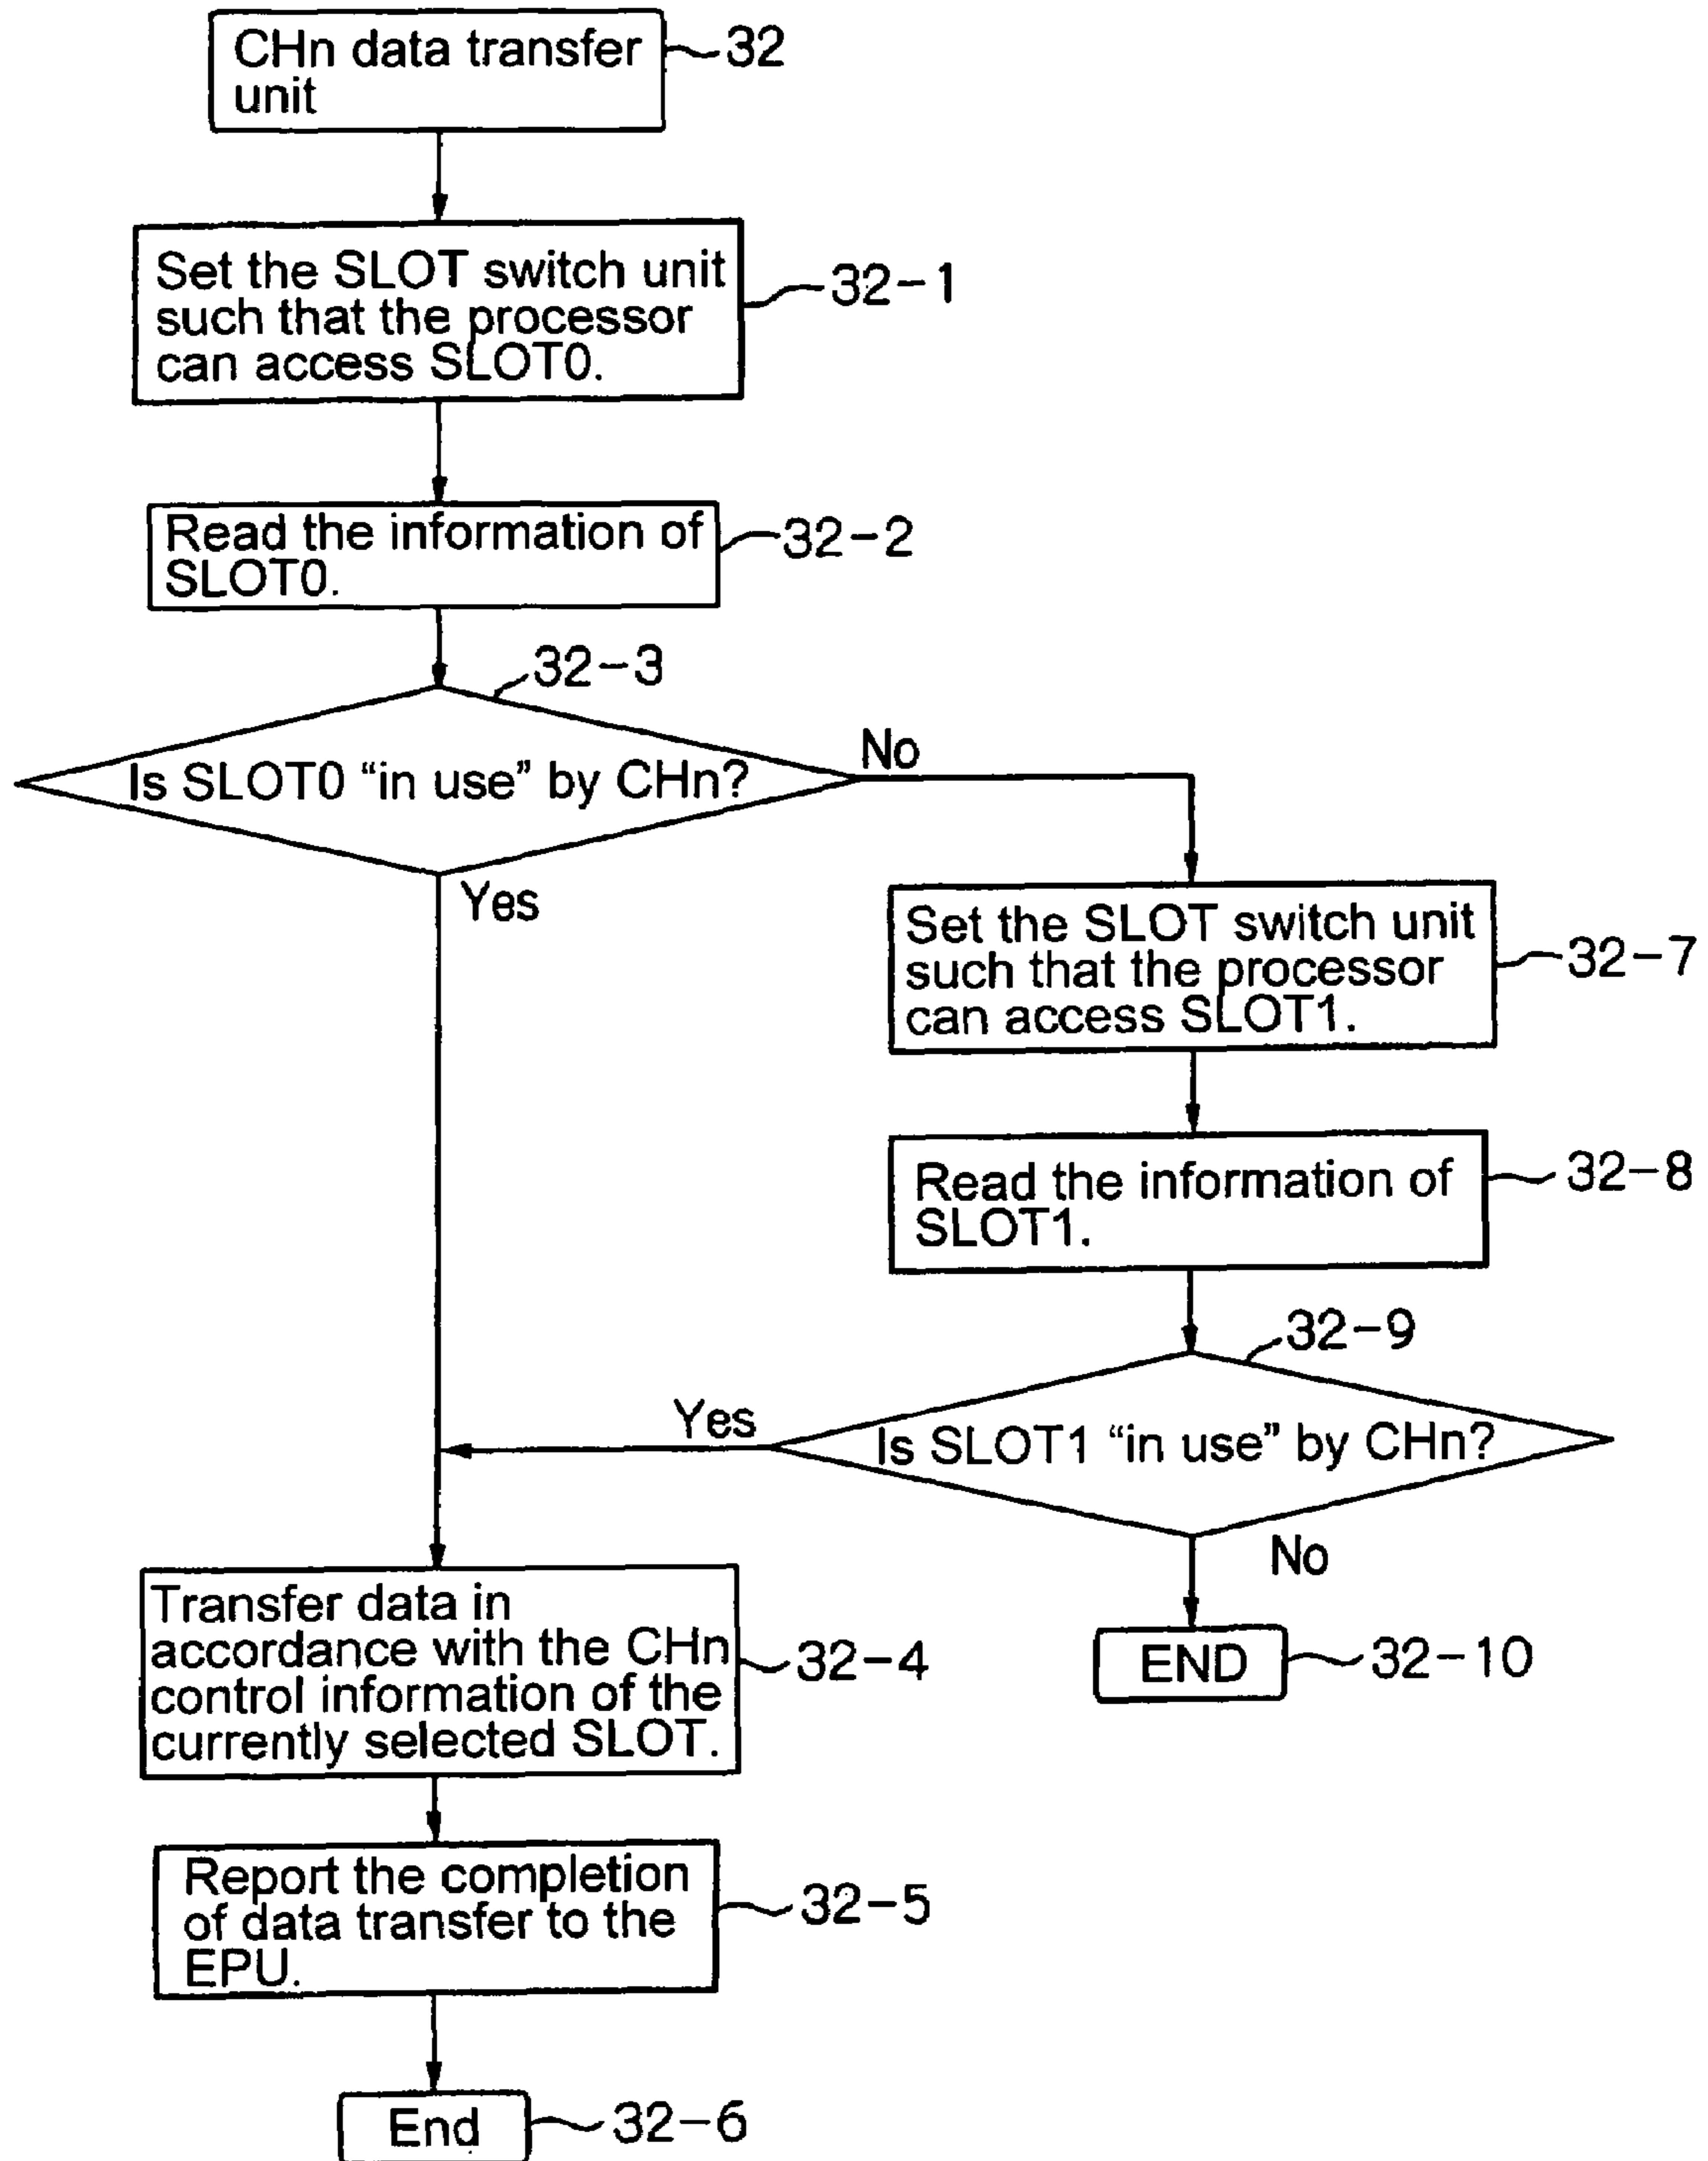 CHn data transfer
unit
32
Set the SLOT switch unit
such that the processor
can access SLOT0.
32-1
Read the information of
SLOT0.
32-2
32-3
Is SLOT0 “in use” by CHn?
No
Yes
Set the SLOT switch unit
such that the processor
can access SLOT1.
32-7
Read the information of
SLOT1.
32-8
32-9
Is SLOT1 “in use” by CHn?
Yes
No
END
32-10
Transfer data in
accordance with the CHn
control information of the
currently selected SLOT.
32-4
Report the completion
of data transfer to the
EPU.
32-5
End
32-6